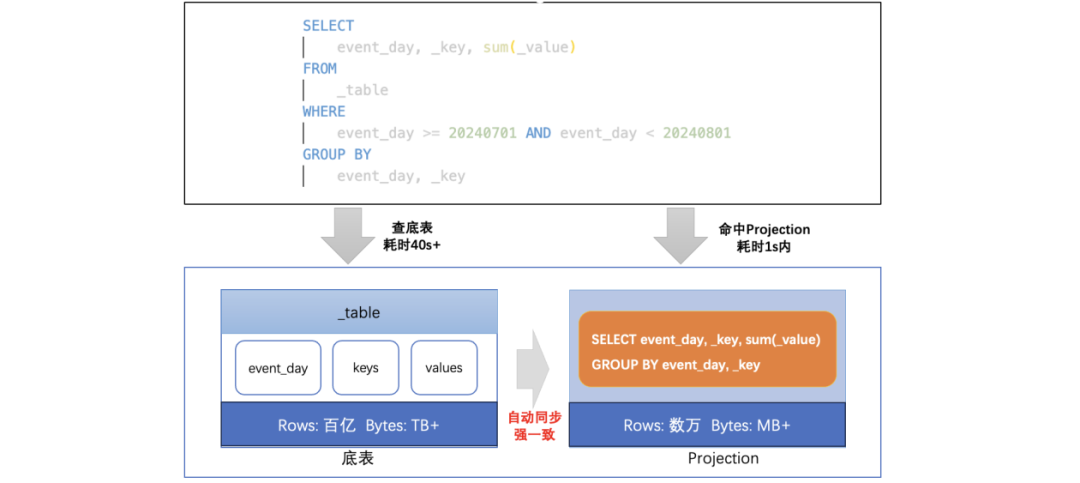 SELECT
event_day, _key, sum(_value)
FROM
_table
WHERE
event_day >= 20240701 AND event_day < 20240801
GROUP BY
event_day, _key
查底表
耗时40s+
命中Projection
耗时1s内
_table
event_day
keys
values
Rows: 百亿 Bytes: TB+
底表
自动同步
强一致
SELECT event_day, _key, sum(_value)
GROUP BY event_day, _key
Rows: 数万 Bytes: MB+
Projection